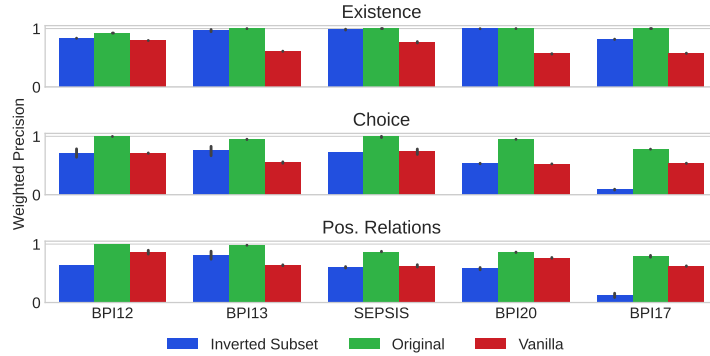 Existence
1
0
Choice
1
0
Weighted Precision
Pos. Relations
1
0
BPI12 BPI13 SEPSIS BPI20 BPI17
Inverted Subset Original Vanilla